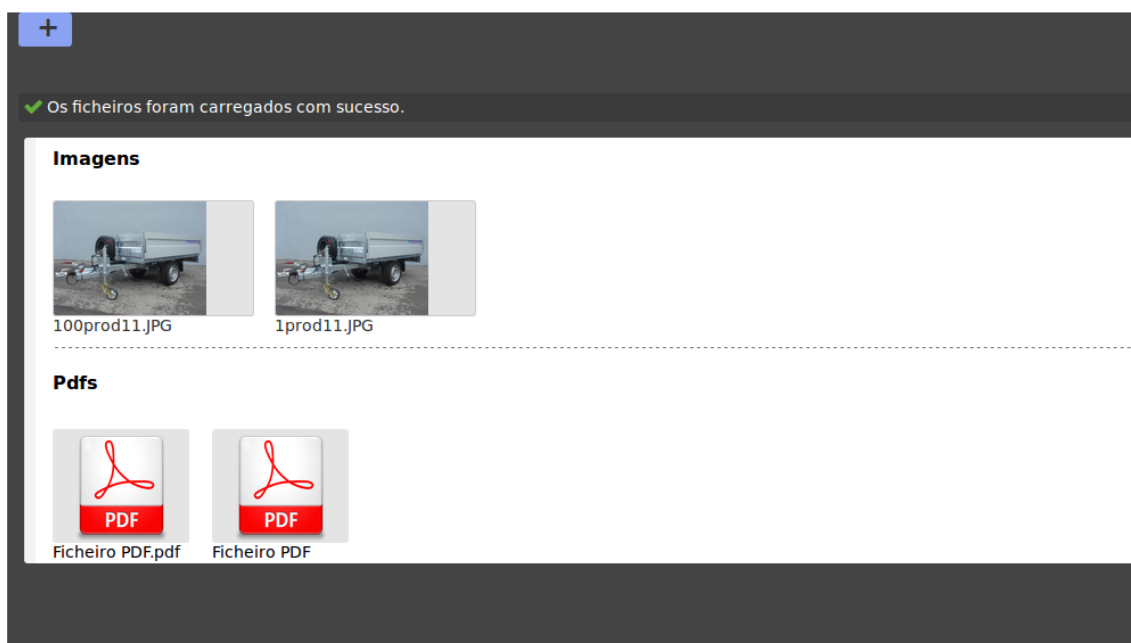 +
Os ficheiros foram carregados com sucesso.
Imagens
100prod11.JPG
1prod11.JPG
Pdfs
PDF
PDF
Ficheiro PDF.pdf
Ficheiro PDF